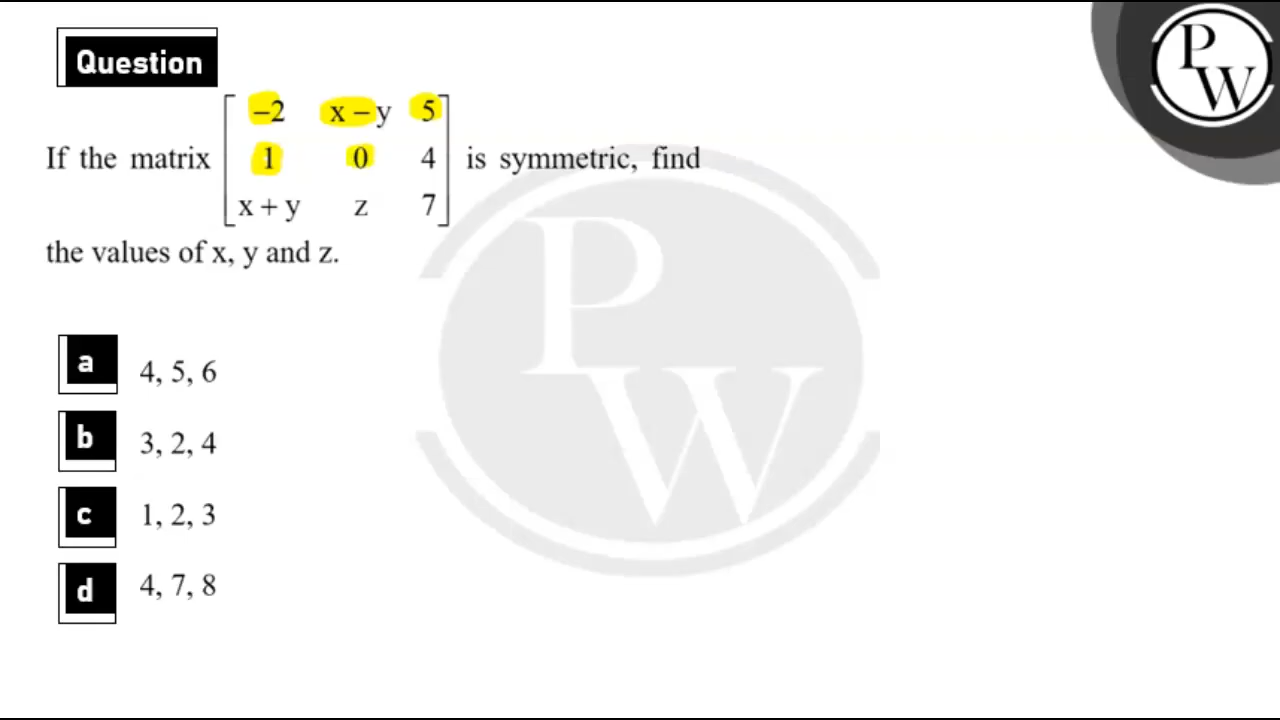 Question
P
W
−2 x − y 5
If the matrix 1 0 4 is symmetric, find
x + y z 7
the values of x, y and z.
P
W
a 4, 5, 6
b 3, 2, 4
c 1, 2, 3
d 4, 7, 8